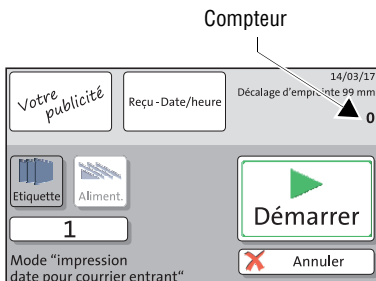 Compteur
14/03/17
Décalage d'empreinte 99 mm
0
Votre
publicité
Reçu-Date/heure
Etiquette
Aliment.
1
Démarrer
Mode “impression
date pour courrier entrant“
Annuler